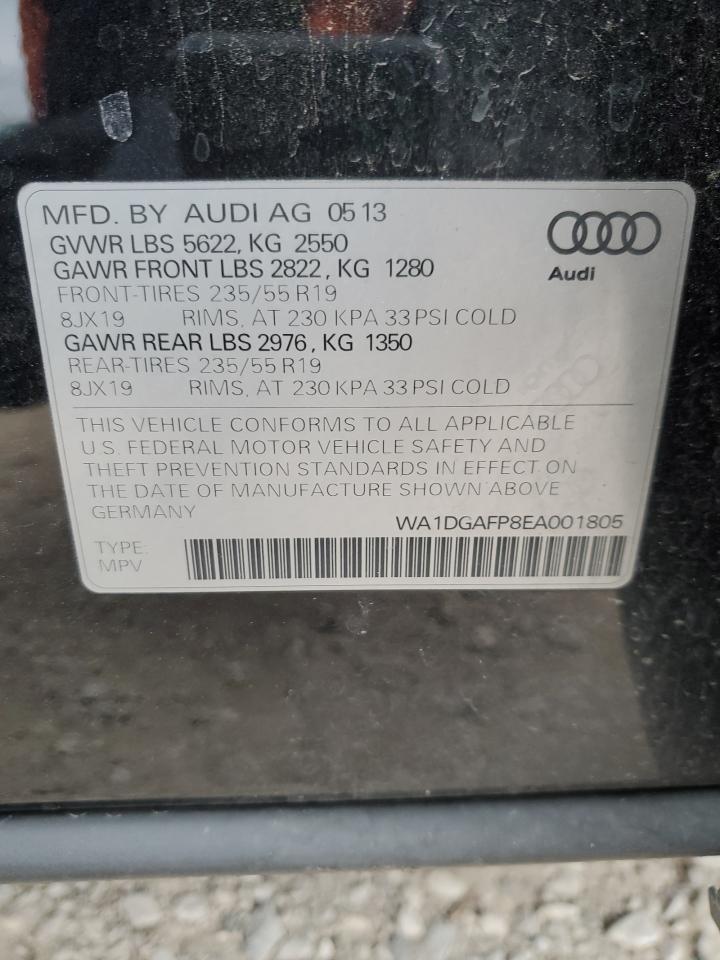 MFD. BY AUDI AG 05 13
GVWR LBS 5622, KG 2550
GAWR FRONT LBS 2822, KG 1280
FRONT-TIRES 235/55 R19
8JX19 RIMS, AT 230 KPA 33 PSI COLD
GAWR REAR LBS 2976, KG 1350
REAR-TIRES 235/55 R19
8JX19 RIMS, AT 230 KPA 33 PSI COLD
Audi
THIS VEHICLE CONFORMS TO ALL APPLICABLE
U.S. FEDERAL MOTOR VEHICLE SAFETY AND
THEFT PREVENTION STANDARDS IN EFFECT ON
THE DATE OF MANUFACTURE SHOWN ABOVE
GERMANY
WA1DGAFP8EA001805
TYPE:
MPV